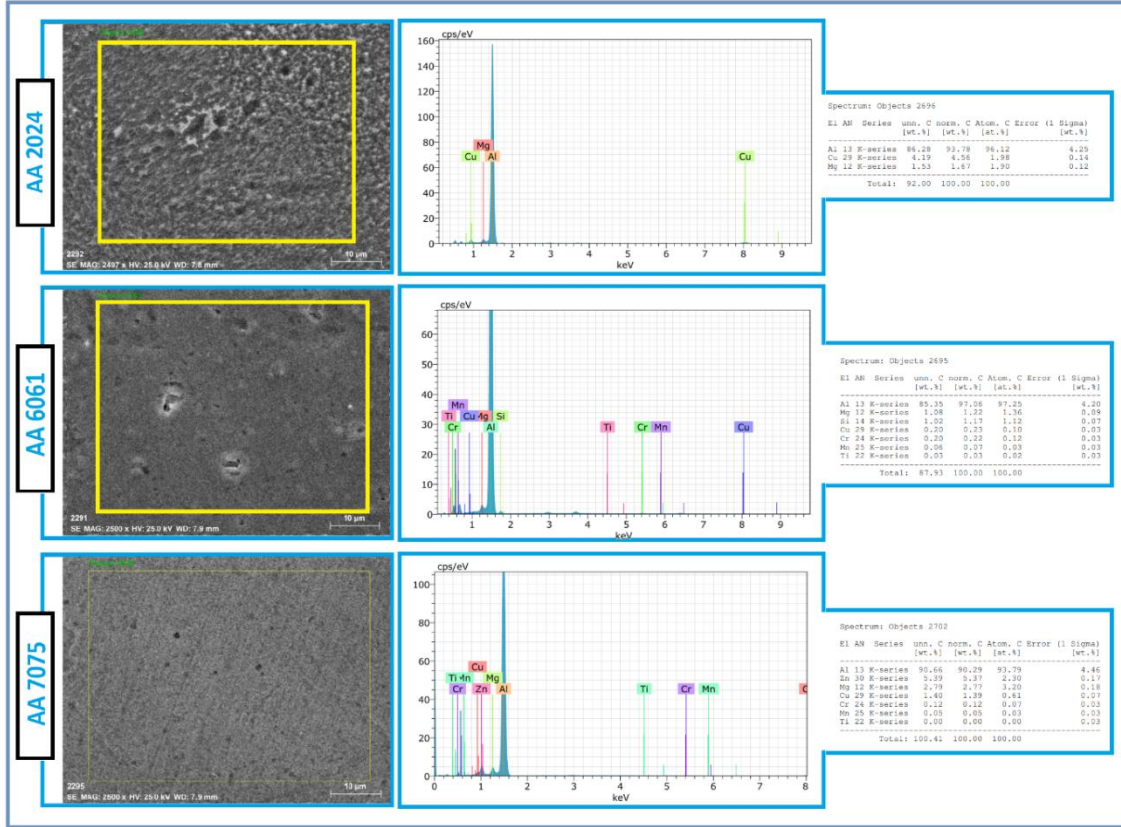 AA 2024
2292
SE MAG: 2497 x HV: 25.0 kV WD: 7.8 mm
10 µm
cps/eV
160
140
120
100
80
60
40
20
0
Cu
Mg
Al
Cu
1 2 3 4 5 6 7 8 9
keV
Spectrum: Objects 2696
El AN Series unn. C norm. C Atom. C Error (1 Sigma)
[wt.%] [wt.%] [at.%] [wt.%]
Al 13 K-series 86.28 93.78 96.12 4.25
Cu 29 K-series 4.19 4.56 1.98 0.14
Mg 12 K-series 1.53 1.67 1.90 0.12
Total: 92.00 100.00 100.00
AA 6061
2291
SE MAG: 2500 x HV: 25.0 kV WD: 7.9 mm
10 µm
cps/eV
60
50
40
30
20
10
0
Mn
Ti Cu Mg Si
Cr Al
Ti Cr Mn Cu
1 2 3 4 5 6 7 8 9
keV
Spectrum: Objects 2695
El AN Series unn. C norm. C Atom. C Error (1 Sigma)
[wt.%] [wt.%] [at.%] [wt.%]
Al 13 K-series 85.35 97.06 97.25 4.20
Mg 12 K-series 1.08 1.22 1.36 0.09
Si 14 K-series 1.02 1.17 1.12 0.07
Cu 29 K-series 0.20 0.23 0.10 0.03
Cr 24 K-series 0.20 0.22 0.12 0.03
Mn 25 K-series 0.06 0.07 0.03 0.03
Ti 22 K-series 0.03 0.03 0.02 0.03
Total: 87.93 100.00 100.00
AA 7075
2295
SE MAG: 2500 x HV: 25.0 kV WD: 7.9 mm
10 µm
cps/eV
100
80
60
40
20
0
Cu
Ti Mn Mg
Cr Zn Al
Ti Cr Mn C
0 1 2 3 4 5 6 7 8
keV
Spectrum: Objects 2702
El AN Series unn. C norm. C Atom. C Error (1 Sigma)
[wt.%] [wt.%] [at.%] [wt.%]
Al 13 K-series 90.66 90.29 93.79 4.46
Zn 30 K-series 5.39 5.37 2.30 0.17
Mg 12 K-series 2.79 2.77 3.20 0.18
Cu 29 K-series 1.40 1.39 0.61 0.07
Cr 24 K-series 0.12 0.12 0.07 0.03
Mn 25 K-series 0.05 0.05 0.03 0.03
Ti 22 K-series 0.00 0.00 0.00 0.03
Total: 100.41 100.00 100.00